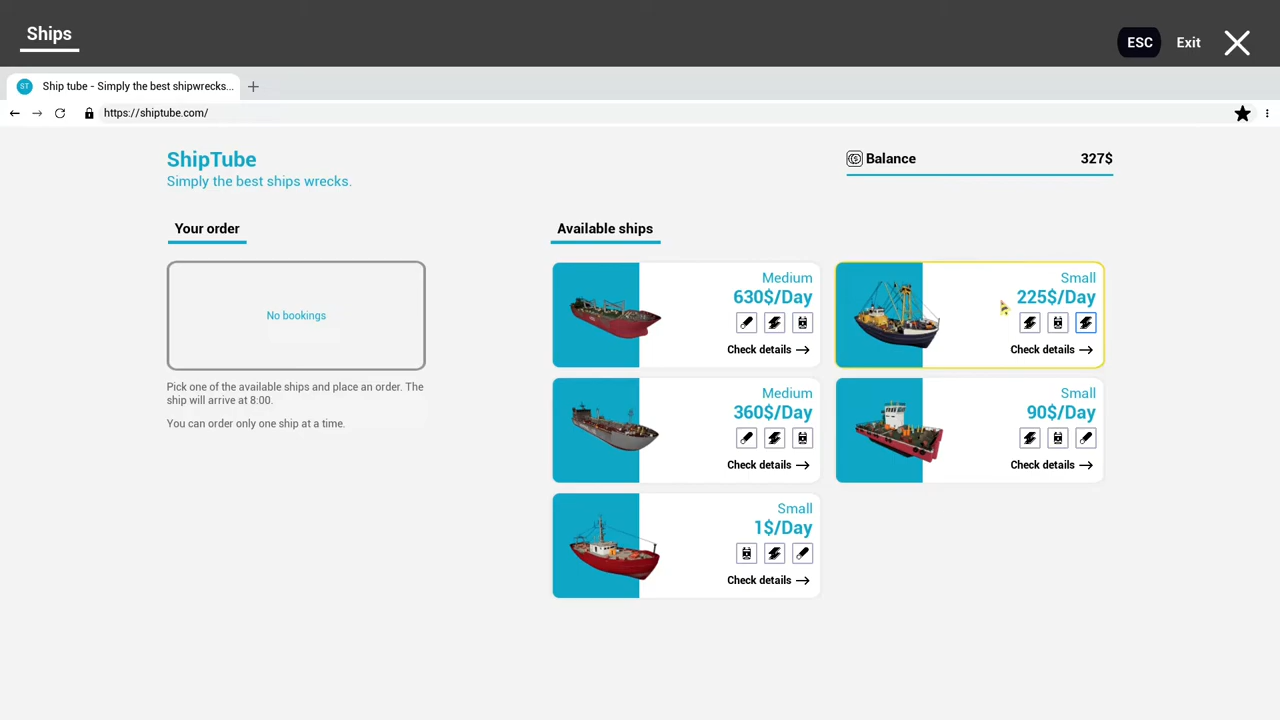 Ships
ESC Exit
ST Ship tube - Simply the best shipwrecks...
https://shiptube.com/
ShipTube
Simply the best ships wrecks.
Balance 327$
Your order
No bookings
Pick one of the available ships and place an order. The
ship will arrive at 8:00.
You can order only one ship at a time.
Available ships
Medium
630$/Day
Check details
Small
225$/Day
Check details
Medium
360$/Day
Check details
Small
90$/Day
Check details
Small
1$/Day
Check details